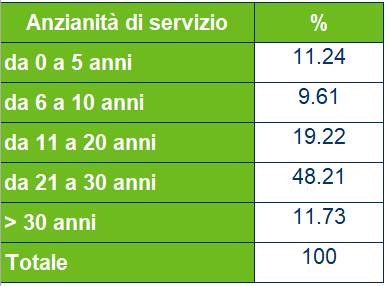 Anzianità di servizio %
da 0 a 5 anni 11.24
da 6 a 10 anni 9.61
da 11 a 20 anni 19.22
da 21 a 30 anni 48.21
> 30 anni 11.73
Totale 100